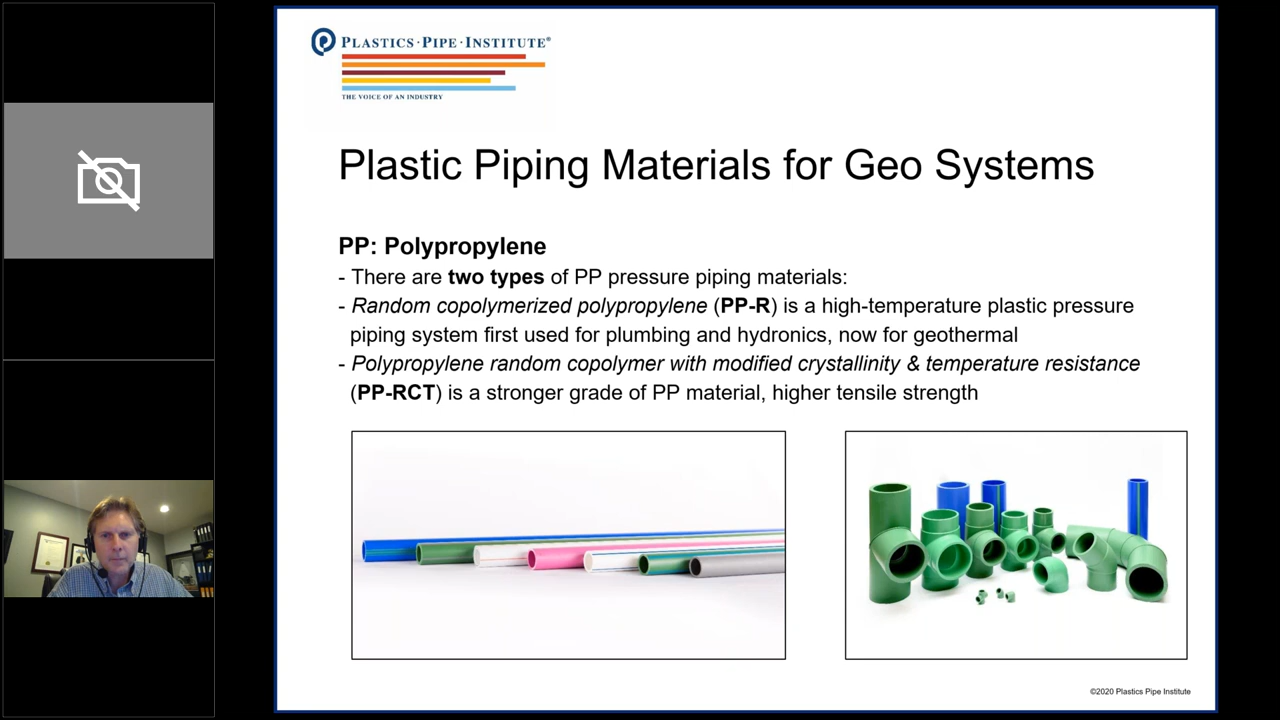 PLASTICS·PIPE·INSTITUTE®
THE VOICE OF AN INDUSTRY
Plastic Piping Materials for Geo Systems
PP: Polypropylene
- There are two types of PP pressure piping materials:
- Random copolymerized polypropylene (PP-R) is a high-temperature plastic pressure
piping system first used for plumbing and hydronics, now for geothermal
- Polypropylene random copolymer with modified crystallinity & temperature resistance
(PP-RCT) is a stronger grade of PP material, higher tensile strength
©2020 Plastics Pipe Institute